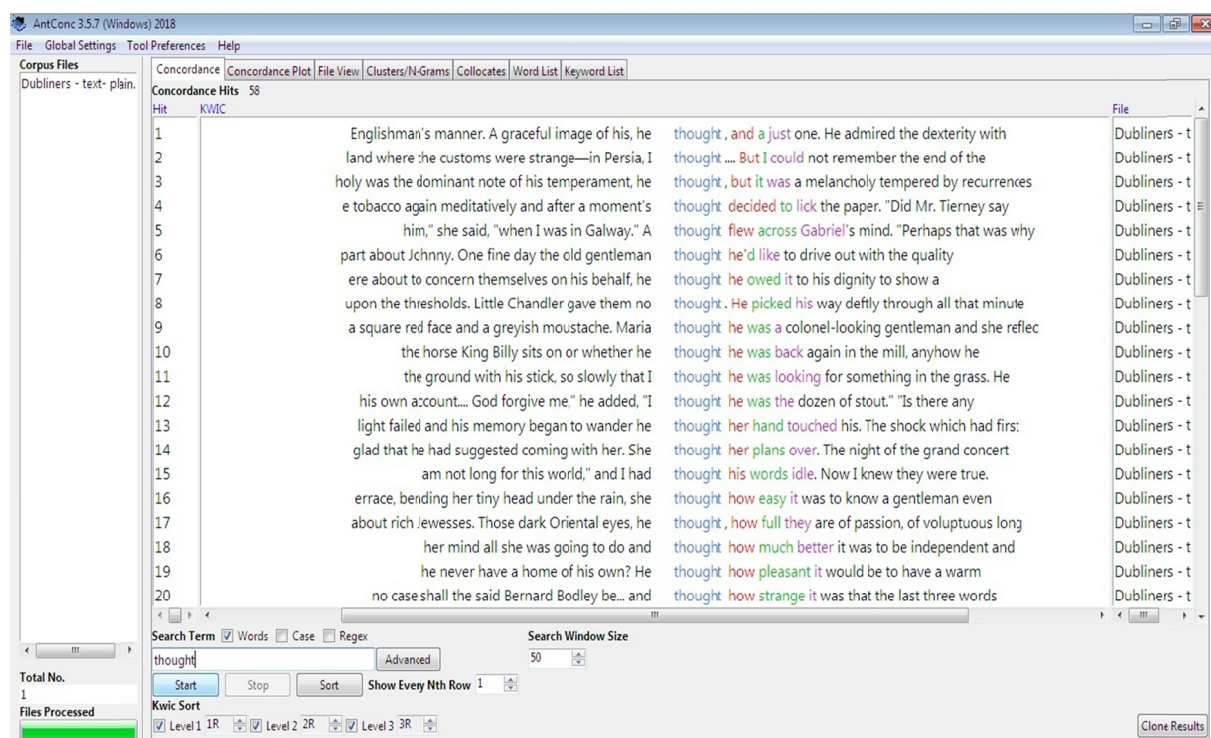 AntConc 3.5.7 (Windows) 2018
File Global Settings Tool Preferences Help
Corpus Files
Dubliners - text- plain.
Concordance Concordance Plot File View Clusters/N-Grams Collocates Word List Keyword List
Concordance Hits 58
Hit KWIC File
1 Englishman's manner. A graceful image of his, he thought, and a just one. He admired the dexterity with Dubliners - t
2 land where the customs were strange—in Persia, I thought.... But I could not remember the end of the Dubliners - t
3 holy was the dominant note of his temperament, he thought, but it was a melancholy tempered by recurrences Dubliners - t
4 e tobacco again meditatively and after a moment's thought decided to lick the paper. "Did Mr. Tierney say Dubliners - t
5 him," she said, "when I was in Galway." A thought flew across Gabriel's mind. "Perhaps that was why Dubliners - t
6 part about Johnny. One fine day the old gentleman thought he'd like to drive out with the quality Dubliners - t
7 ere about to concern themselves on his behalf, he thought he owed it to his dignity to show a Dubliners - t
8 upon the thresholds. Little Chandler gave them no thought. He picked his way deftly through all that minute Dubliners - t
9 a square red face and a greyish moustache. Maria thought he was a colonel-looking gentleman and she reflec Dubliners - t
10 the horse King Billy sits on or whether he thought he was back again in the mill, anyhow he Dubliners - t
11 the ground with his stick, so slowly that I thought he was looking for something in the grass. He Dubliners - t
12 his own account.... God forgive me," he added, "I thought he was the dozen of stout." "Is there any Dubliners - t
13 light failed and his memory began to wander he thought her hand touched his. The shock which had first Dubliners - t
14 glad that he had suggested coming with her. She thought her plans over. The night of the grand concert Dubliners - t
15 am not long for this world," and I had thought his words idle. Now I knew they were true. Dubliners - t
16 errace, bending her tiny head under the rain, she thought how easy it was to know a gentleman even Dubliners - t
17 about rich Jewesses. Those dark Oriental eyes, he thought, how full they are of passion, of voluptuous long Dubliners - t
18 her mind all she was going to do and thought how much better it was to be independent and Dubliners - t
19 he never have a home of his own? He thought how pleasant it would be to have a warm Dubliners - t
20 no case shall the said Bernard Bodley be... and thought how strange it was that the last three words Dubliners - t
Search Term Words Case Regex Search Window Size
thought Advanced 50
Total No.
1
Start Stop Sort Show Every Nth Row 1
Files Processed
Kwic Sort
Level 1 1R Level 2 2R Level 3 3R Clone Results